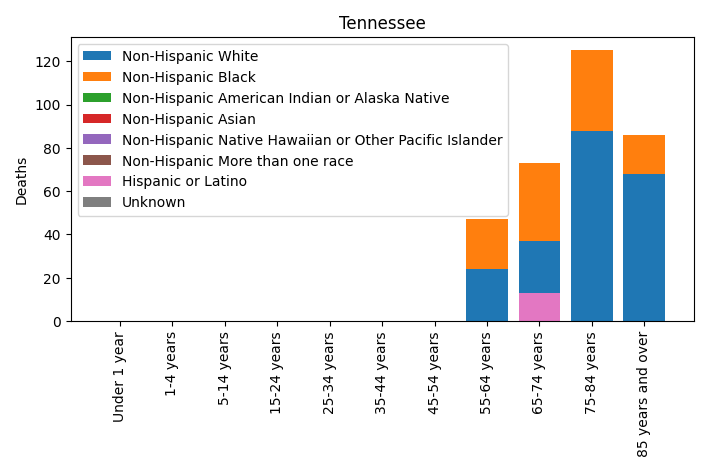 Tennessee
Non-Hispanic White
Non-Hispanic Black
Non-Hispanic American Indian or Alaska Native
Non-Hispanic Asian
Non-Hispanic Native Hawaiian or Other Pacific Islander
Non-Hispanic More than one race
Hispanic or Latino
Unknown
Deaths
120
100
80
60
40
20
0
Under 1 year
1-4 years
5-14 years
15-24 years
25-34 years
35-44 years
45-54 years
55-64 years
65-74 years
75-84 years
85 years and over